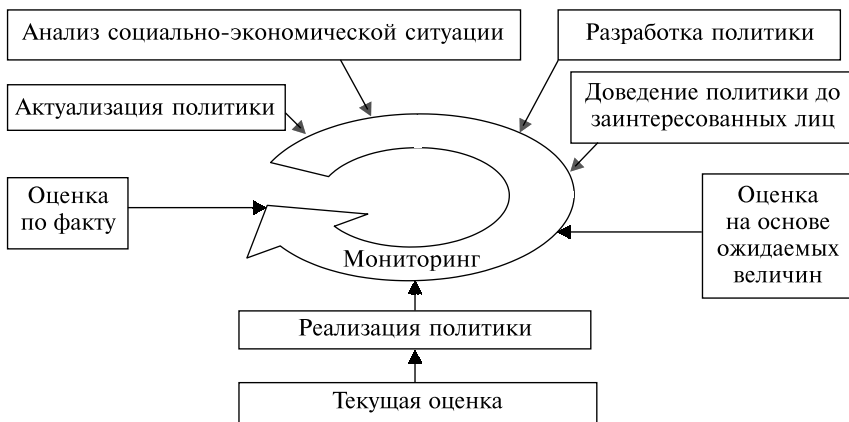 Анализ социально-экономической ситуации
Разработка политики
Актуализация политики
Доведение политики до
заинтересованных лиц
Оценка
по факту
Оценка
на основе
ожидаемых
величин
Мониторинг
Реализация политики
Текущая оценка